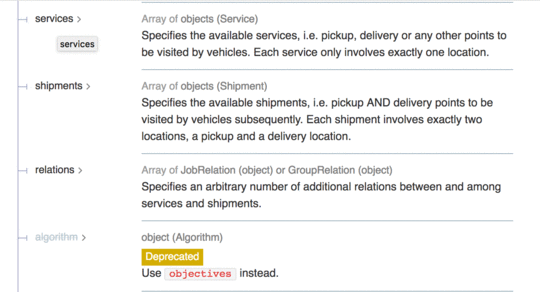 services > Array of objects (Service)
Specifies the available services, i.e. pickup, delivery or any other points to
services
be visited by vehicles. Each service only involves exactly one location.
shipments > Array of objects (Shipment)
Specifies the available shipments, i.e. pickup AND delivery points to be
visited by vehicles subsequently. Each shipment involves exactly two
locations, a pickup and a delivery location.
relations > Array of JobRelation (object) or GroupRelation (object)
Specifies an arbitrary number of additional relations between and among
services and shipments.
algorithm > object (Algorithm)
Deprecated
Use objectives instead.